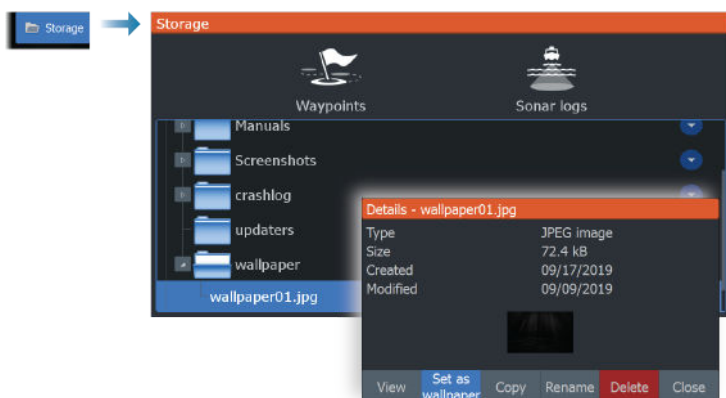 Storage
Storage
Waypoints
Sonar logs
Manuals
Screenshots
crashlog
updaters
wallpaper
wallpaper01.jpg
Details - wallpaper01.jpg
Type JPEG image
Size 72.4 kB
Created 09/17/2019
Modified 09/09/2019
View
Set as
wallpaper
Copy
Rename
Delete
Close